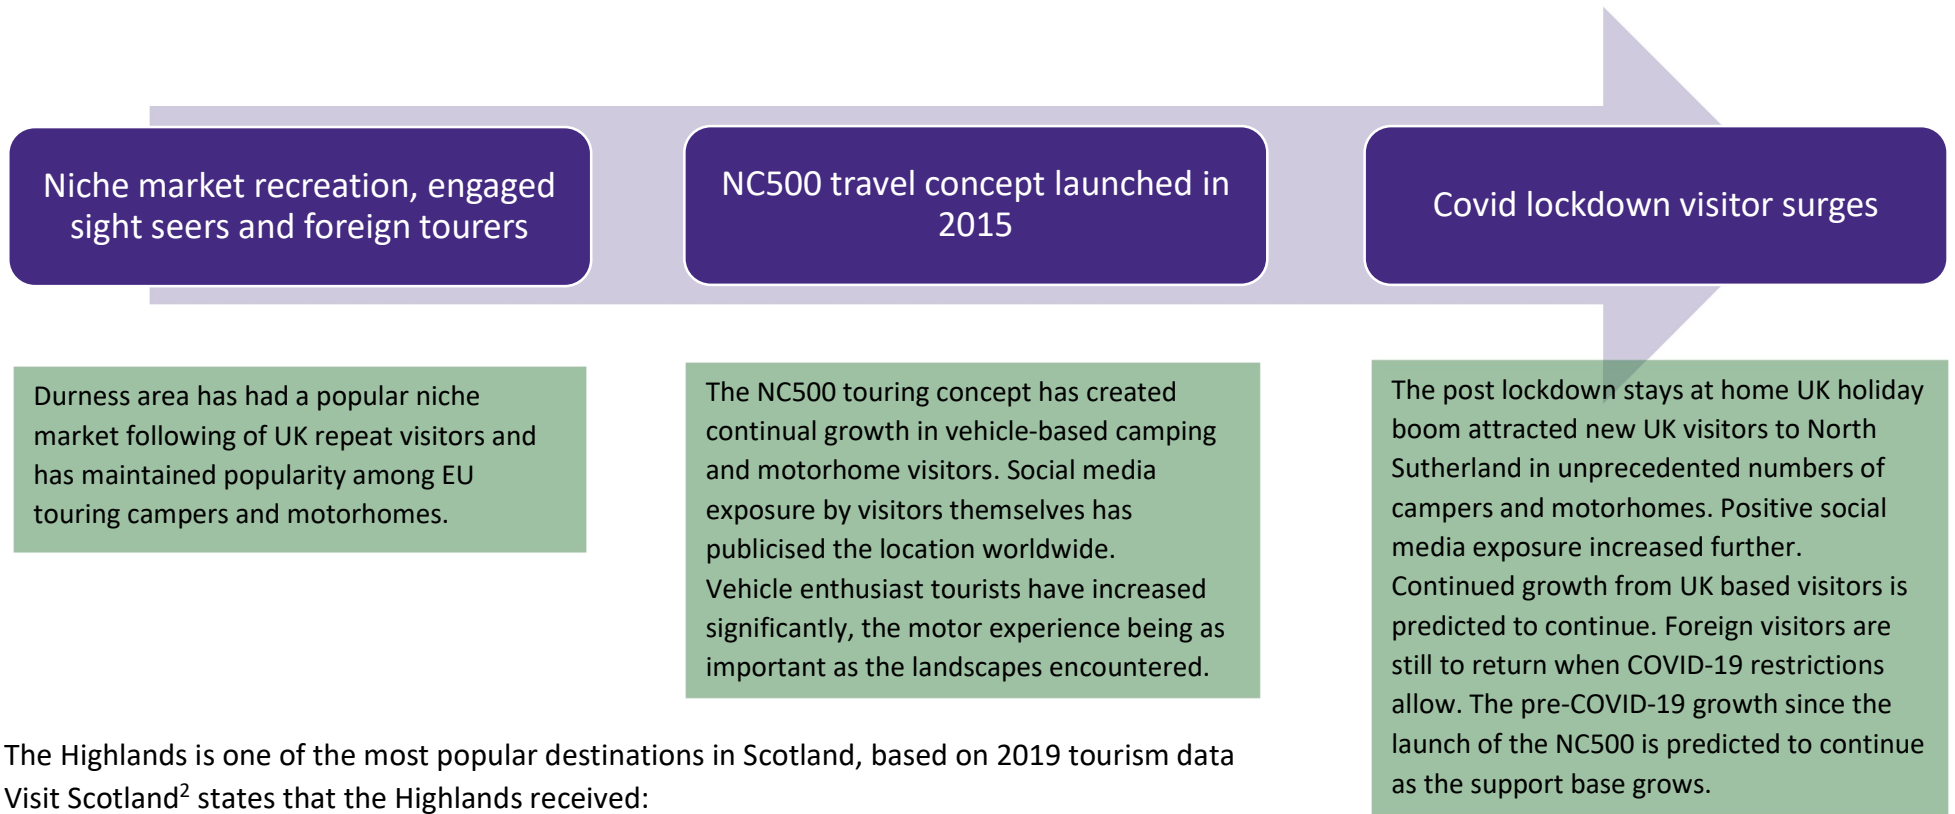 Niche market recreation, engaged
sight seers and foreign tourers
NC500 travel concept launched in
2015
Covid lockdown visitor surges
Durness area has had a popular niche
market following of UK repeat visitors and
has maintained popularity among EU
touring campers and motorhomes.
The NC500 touring concept has created
continual growth in vehicle-based camping
and motorhome visitors. Social media
exposure by visitors themselves has
publicised the location worldwide.
Vehicle enthusiast tourists have increased
significantly, the motor experience being as
important as the landscapes encountered.
The post lockdown stays at home UK holiday
boom attracted new UK visitors to North
Sutherland in unprecedented numbers of
campers and motorhomes. Positive social
media exposure increased further.
Continued growth from UK based visitors is
predicted to continue. Foreign visitors are
still to return when COVID-19 restrictions
allow. The pre-COVID-19 growth since the
launch of the NC500 is predicted to continue
as the support base grows.
The Highlands is one of the most popular destinations in Scotland, based on 2019 tourism data
Visit Scotland² states that the Highlands received: